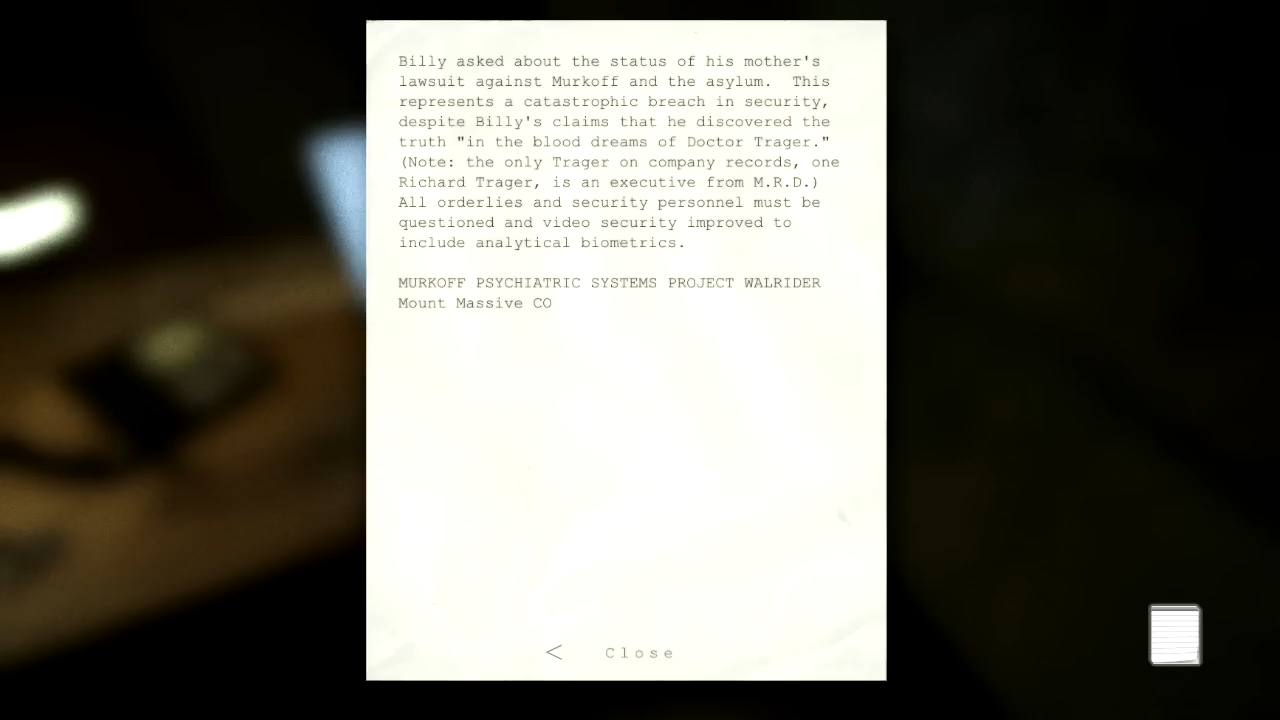 Billy asked about the status of his mother's
lawsuit against Murkoff and the asylum.  This
represents a catastrophic breach in security,
despite Billy's claims that he discovered the
truth "in the blood dreams of Doctor Trager."
(Note: the only Trager on company records, one
Richard Trager, is an executive from M.R.D.)
All orderlies and security personnel must be
questioned and video security improved to
include analytical biometrics.

MURKOFF PSYCHIATRIC SYSTEMS PROJECT WALRIDER
Mount Massive CO
< Close